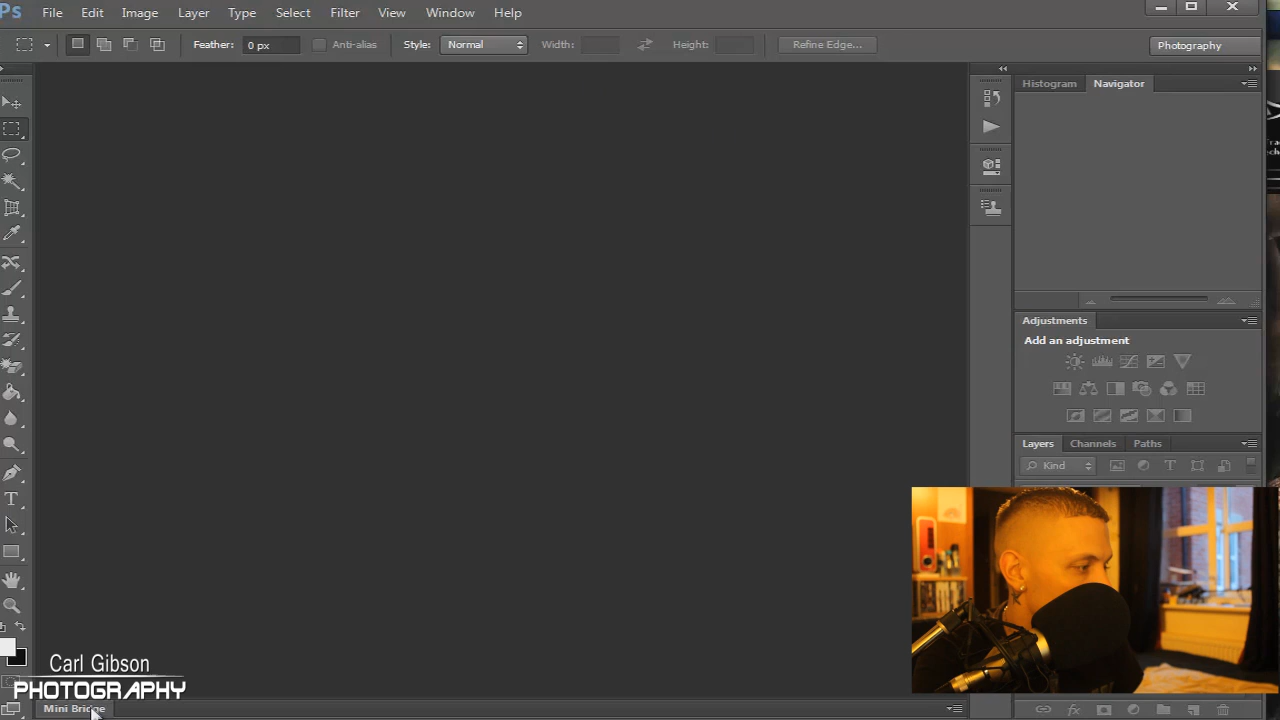 Ps File Edit Image Layer Type Select Filter View Window Help
Feather: 0 px Anti-alias Style: Normal Width: Height: Refine Edge... Photography
Histogram Navigator
Adjustments
Add an adjustment
Layers Channels Paths
Kind
Carl Gibson
PHOTOGRAPHY
Mini Bridge